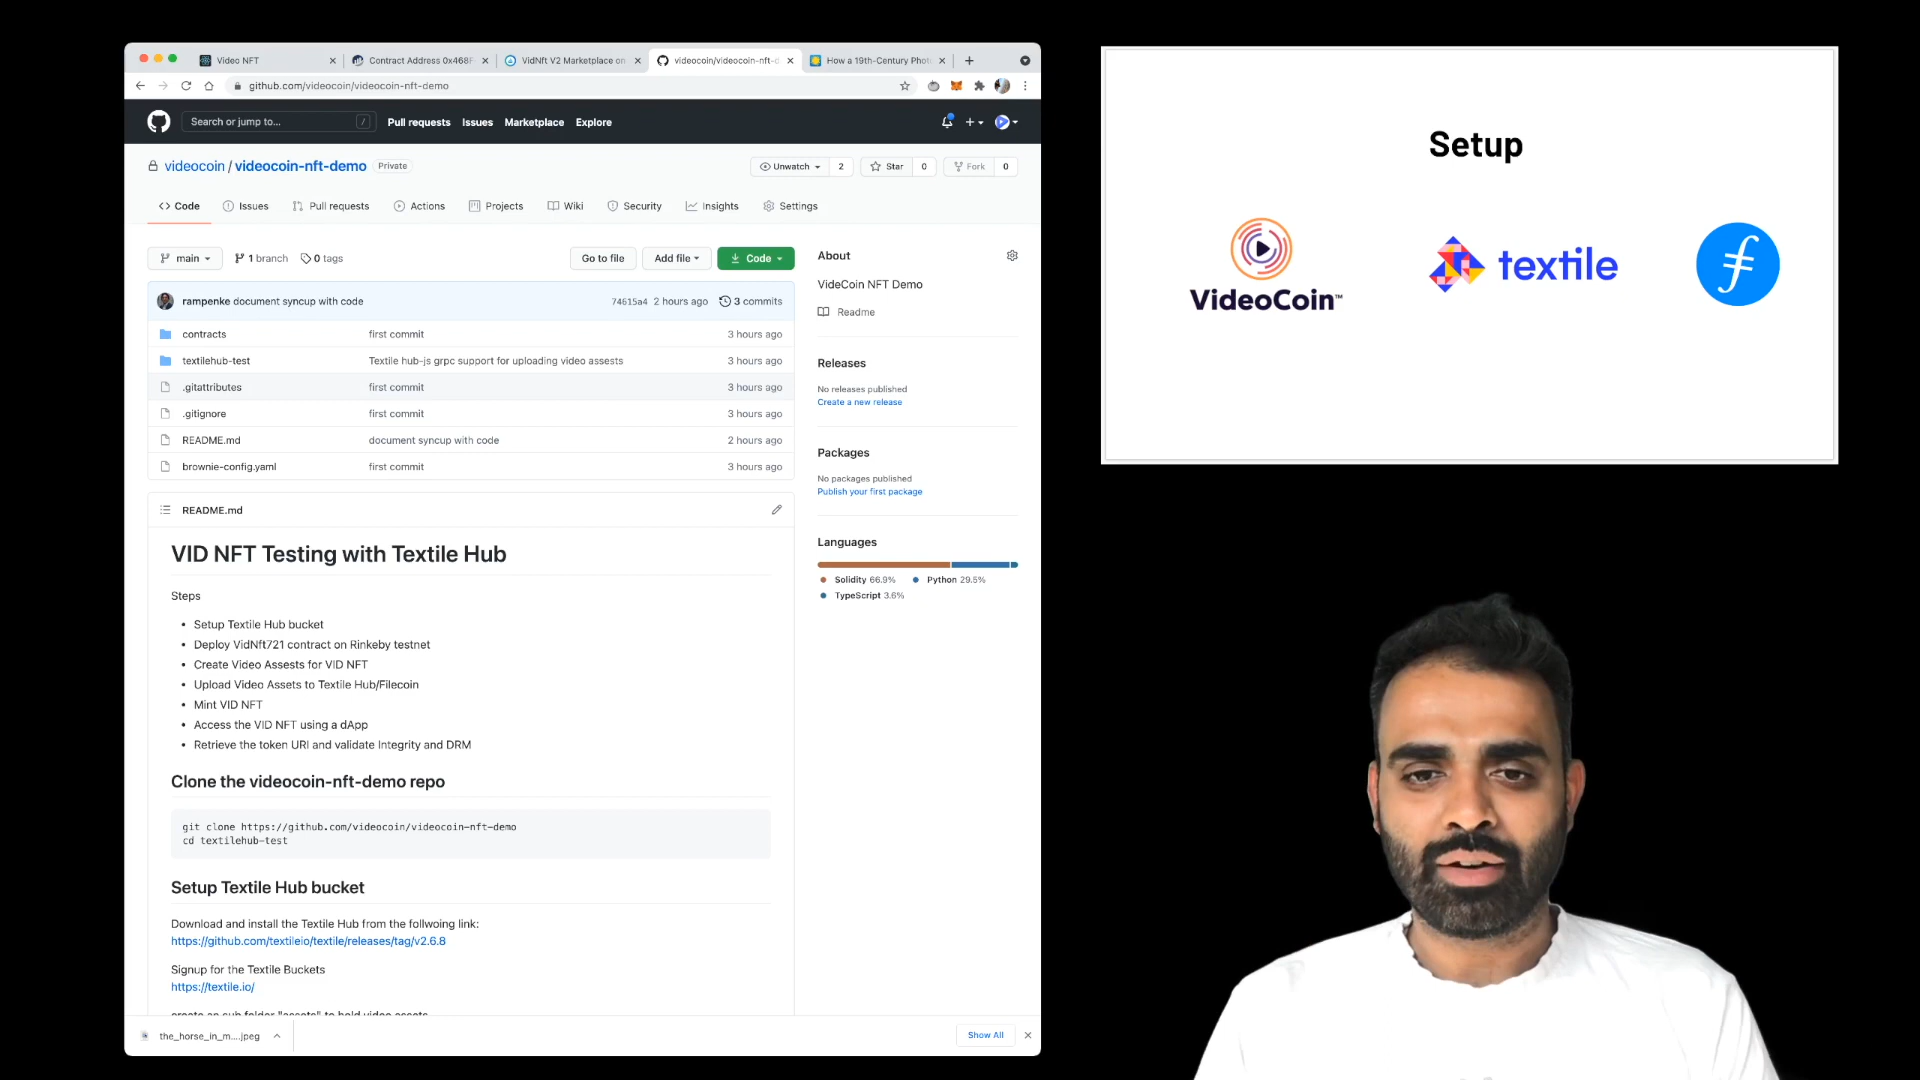 Video NFT
Contract Address 0x468F
VidNft V2 Marketplace on
videocoin/videocoin-nft-d
How a 19th-Century Phot
github.com/videocoin/videocoin-nft-demo
Search or jump to...
/
Pull requests
Issues
Marketplace
Explore
videocoin / videocoin-nft-demo
Private
Unwatch
2
Star
0
Fork
0
Code
Issues
Pull requests
Actions
Projects
Wiki
Security
Insights
Settings
main
1 branch
0 tags
Go to file
Add file
Code
rampenke document syncup with code
74615a4 2 hours ago
3 commits
contracts
first commit
3 hours ago
textilehub-test
Textile hub-js grpc support for uploading video assests
3 hours ago
.gitattributes
first commit
3 hours ago
.gitignore
first commit
3 hours ago
README.md
document syncup with code
2 hours ago
brownie-config.yaml
first commit
3 hours ago
About
VideCoin NFT Demo
Readme
Releases
No releases published
Create a new release
Packages
No packages published
Publish your first package
Languages
Solidity 66.9%
Python 29.5%
TypeScript 3.6%
README.md
VID NFT Testing with Textile Hub
Steps
Setup Textile Hub bucket
Deploy VidNft721 contract on Rinkeby testnet
Create Video Assests for VID NFT
Upload Video Assets to Textile Hub/Filecoin
Mint VID NFT
Access the VID NFT using a dApp
Retrieve the token URI and validate Integrity and DRM
Clone the videocoin-nft-demo repo
git clone https://github.com/videocoin/videocoin-nft-demo
cd textilehub-test
Setup Textile Hub bucket
Download and install the Textile Hub from the follwoing link:
https://github.com/textileio/textile/releases/tag/v2.6.8
Signup for the Textile Buckets
https://textile.io/
create an sub folder "assets" to hold video assets
the_horse_in_m....jpeg
Show All
Setup
VideoCoin™
textile